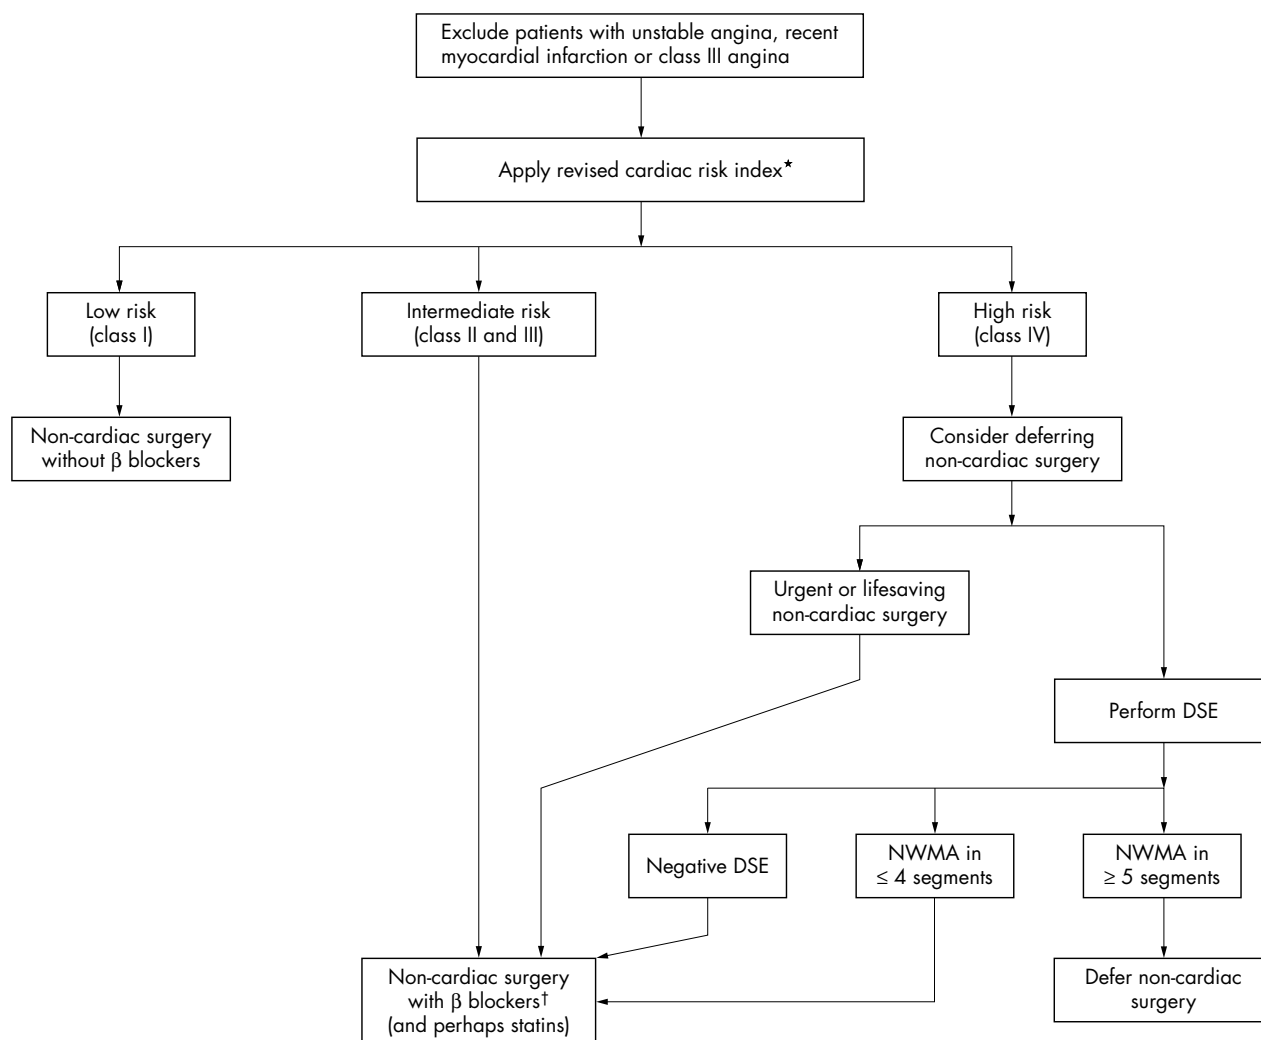 Exclude patients with unstable angina, recent
myocardial infarction or class III angina
Apply revised cardiac risk index★
Low risk
(class I)
Intermediate risk
(class II and III)
High risk
(class IV)
Non-cardiac surgery
without β blockers
Consider deferring
non-cardiac surgery
Urgent or lifesaving
non-cardiac surgery
Perform DSE
Negative DSE
NWMA in
≤ 4 segments
NWMA in
≥ 5 segments
Non-cardiac surgery
with β blockers†
(and perhaps statins)
Defer non-cardiac
surgery